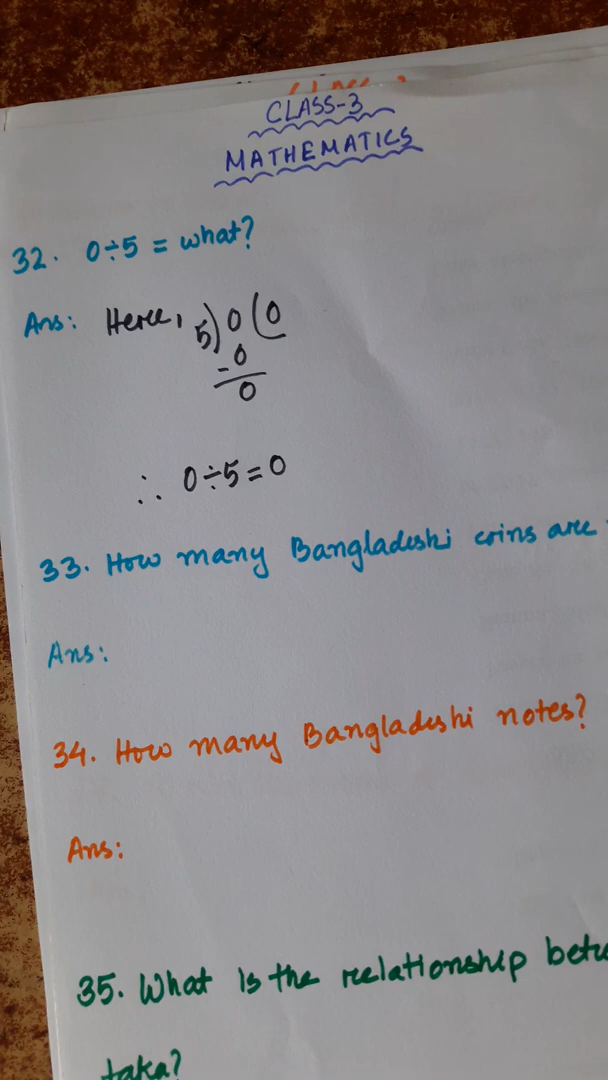 CLASS-3
MATHEMATICS
32. 0÷5 = what?
Ans: Here, 5)0(0
-0
0
∴ 0÷5=0
33. How many Bangladeshi coins are
Ans:
34. How many Bangladeshi notes?
Ans:
35. What is the relationship
taka?